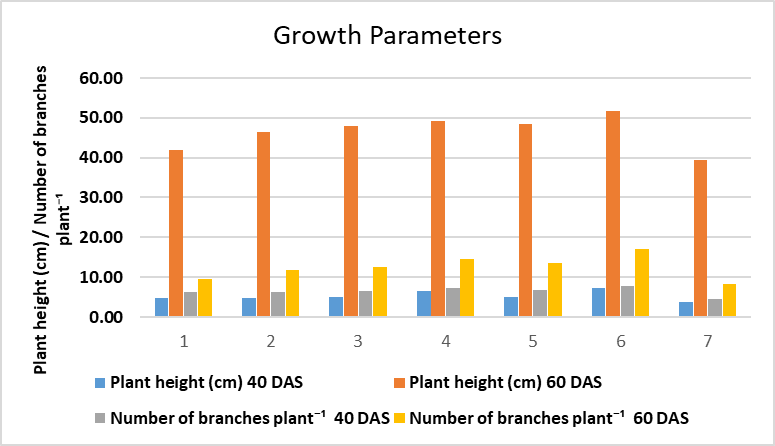 Growth Parameters
Plant height (cm) / Number of branches
plant⁻¹
60.00
50.00
40.00
30.00
20.00
10.00
0.00
1 2 3 4 5 6 7
Plant height (cm) 40 DAS Plant height (cm) 60 DAS
Number of branches plant⁻¹ 40 DAS Number of branches plant⁻¹ 60 DAS